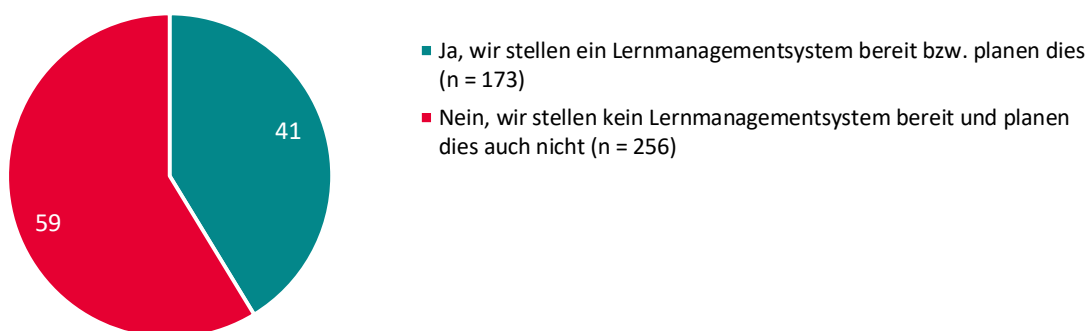 Ja, wir stellen ein Lernmanagementsystem bereit bzw. planen dies
(n = 173)
41
Nein, wir stellen kein Lernmanagementsystem bereit und planen
dies auch nicht (n = 256)
59